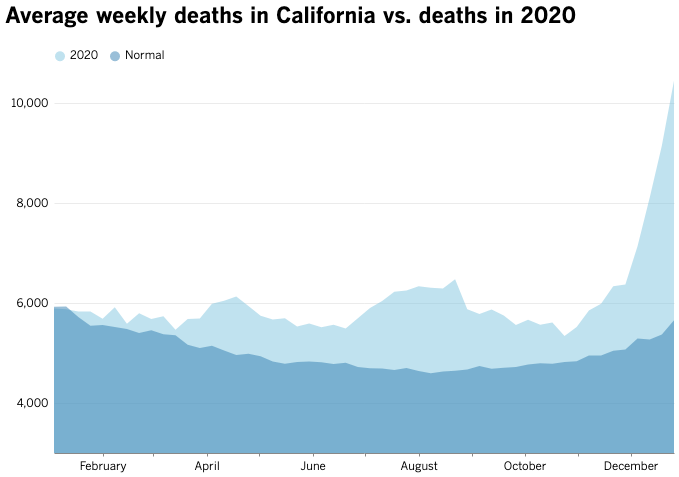 Average weekly deaths in California vs. deaths in 2020
2020 Normal
10,000
8,000
6,000
4,000
February April June August October December